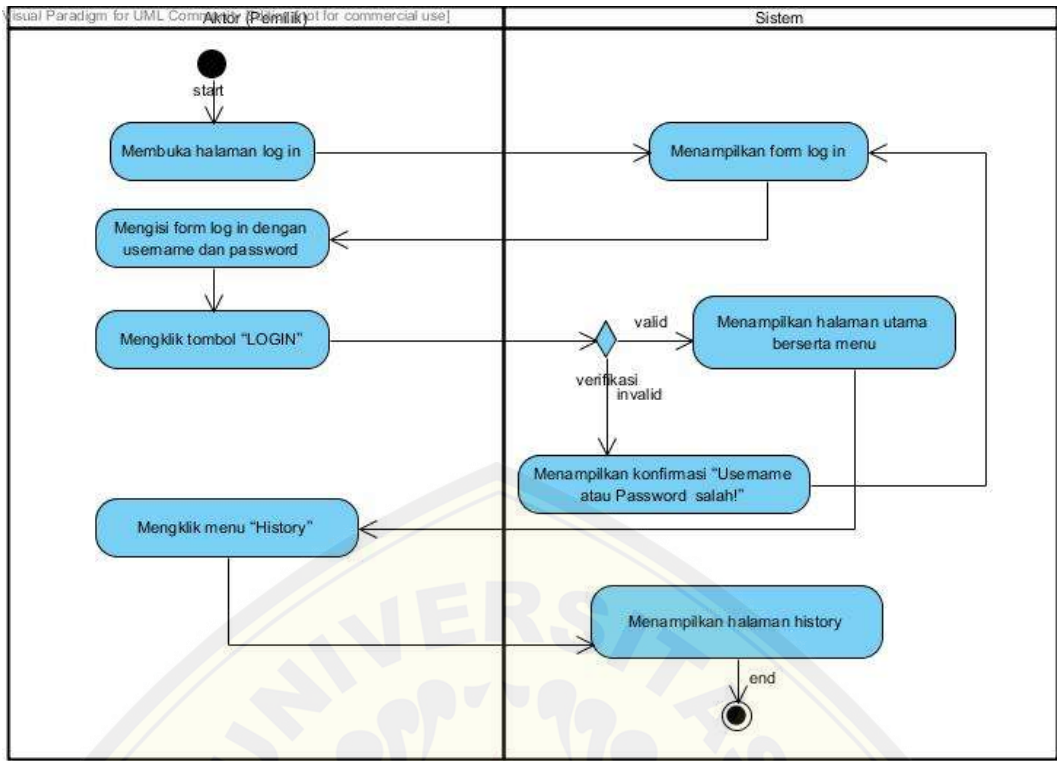 Visual Paradigm for UML Community Edition [not for commercial use]
Aktor (Pemilik)
Sistem
start
Membuka halaman log in
Menampilkan form log in
Mengisi form log in dengan
username dan password
Mengklik tombol “LOGIN”
valid
Menampilkan halaman utama
berserta menu
verifikasi
invalid
Menampilkan konfirmasi “Username
atau Password salah!”
Mengklik menu “History”
Menampilkan halaman history
end
UNIVERSITAS